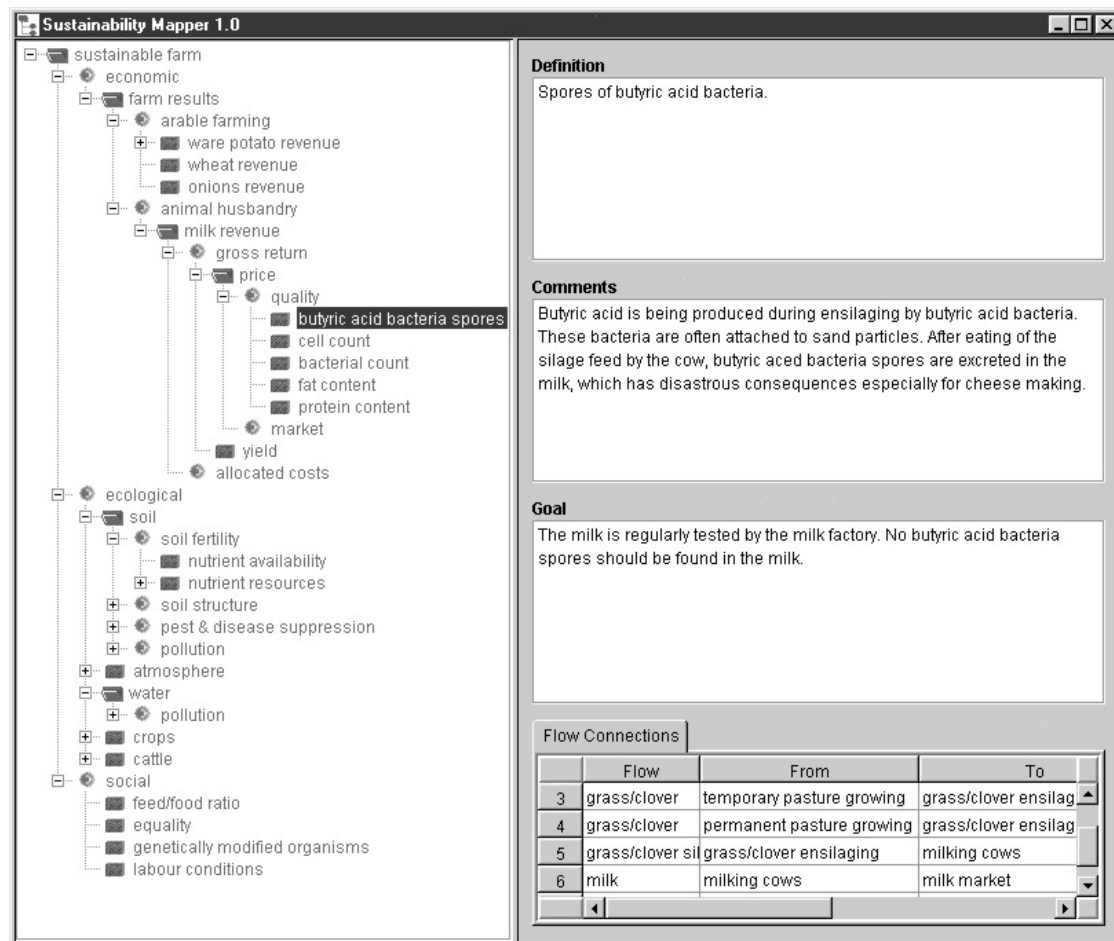 Sustainability Mapper 1.0
sustainable farm
economic
farm results
arable farming
ware potato revenue
wheat revenue
onions revenue
animal husbandry
milk revenue
gross return
price
quality
butyric acid bacteria spores
cell count
bacterial count
fat content
protein content
market
yield
allocated costs
ecological
soil
soil fertility
nutrient availability
nutrient resources
soil structure
pest & disease suppression
pollution
atmosphere
water
pollution
crops
cattle
social
feed/food ratio
equality
genetically modified organisms
labour conditions
Definition
Spores of butyric acid bacteria.
Comments
Butyric acid is being produced during ensilaging by butyric acid bacteria.
These bacteria are often attached to sand particles. After eating of the
silage feed by the cow, butyric aced bacteria spores are excreted in the
milk, which has disastrous consequences especially for cheese making.
Goal
The milk is regularly tested by the milk factory. No butyric acid bacteria
spores should be found in the milk.
Flow Connections
Flow From To
3 grass/clover temporary pasture growing grass/clover ensilag
4 grass/clover permanent pasture growing grass/clover ensilag
5 grass/clover sil grass/clover ensilaging milking cows
6 milk milking cows milk market